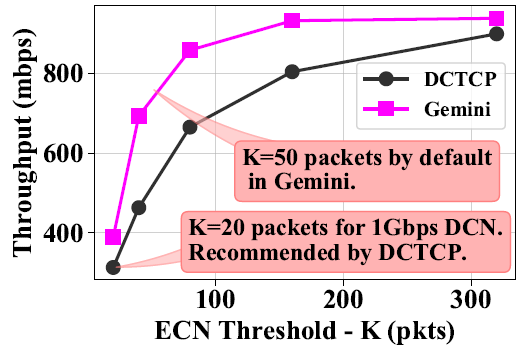 Throughput (mbps)
800
600
400
DCTCP
Gemini
K=50 packets by default
in Gemini.
K=20 packets for 1Gbps DCN.
Recommended by DCTCP.
100
200
300
ECN Threshold - K (pkts)